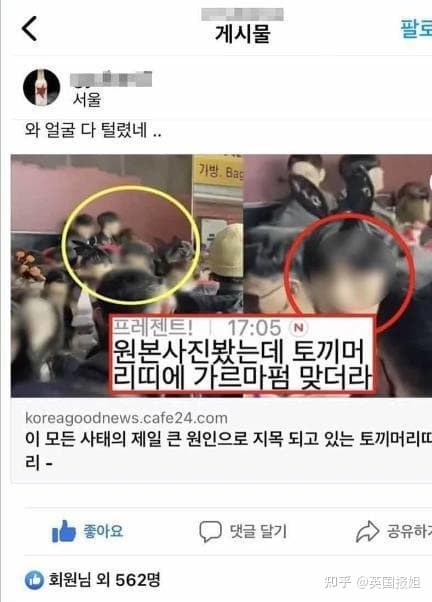 게시물
팔로
서울
와 얼굴 다 털렸네 ..
가방. Bag
프레젠트! | 17:05 N
원본사진봤는데 토끼머
리띠에 가르마펌 맞더라
koreagoodnews.cafe24.com
이 모든 사태의 제일 큰 원인으로 지목 되고 있는 토끼머리띠
리 -
좋아요
댓글 달기
공유하기
회원님 외 562명
知乎 @英国报姐